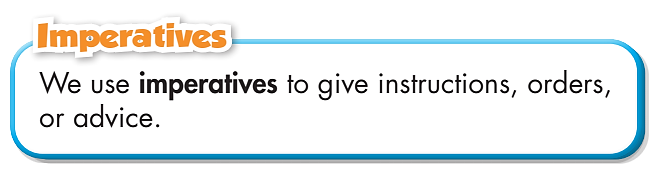 Imperatives
We use imperatives to give instructions, orders,
or advice.